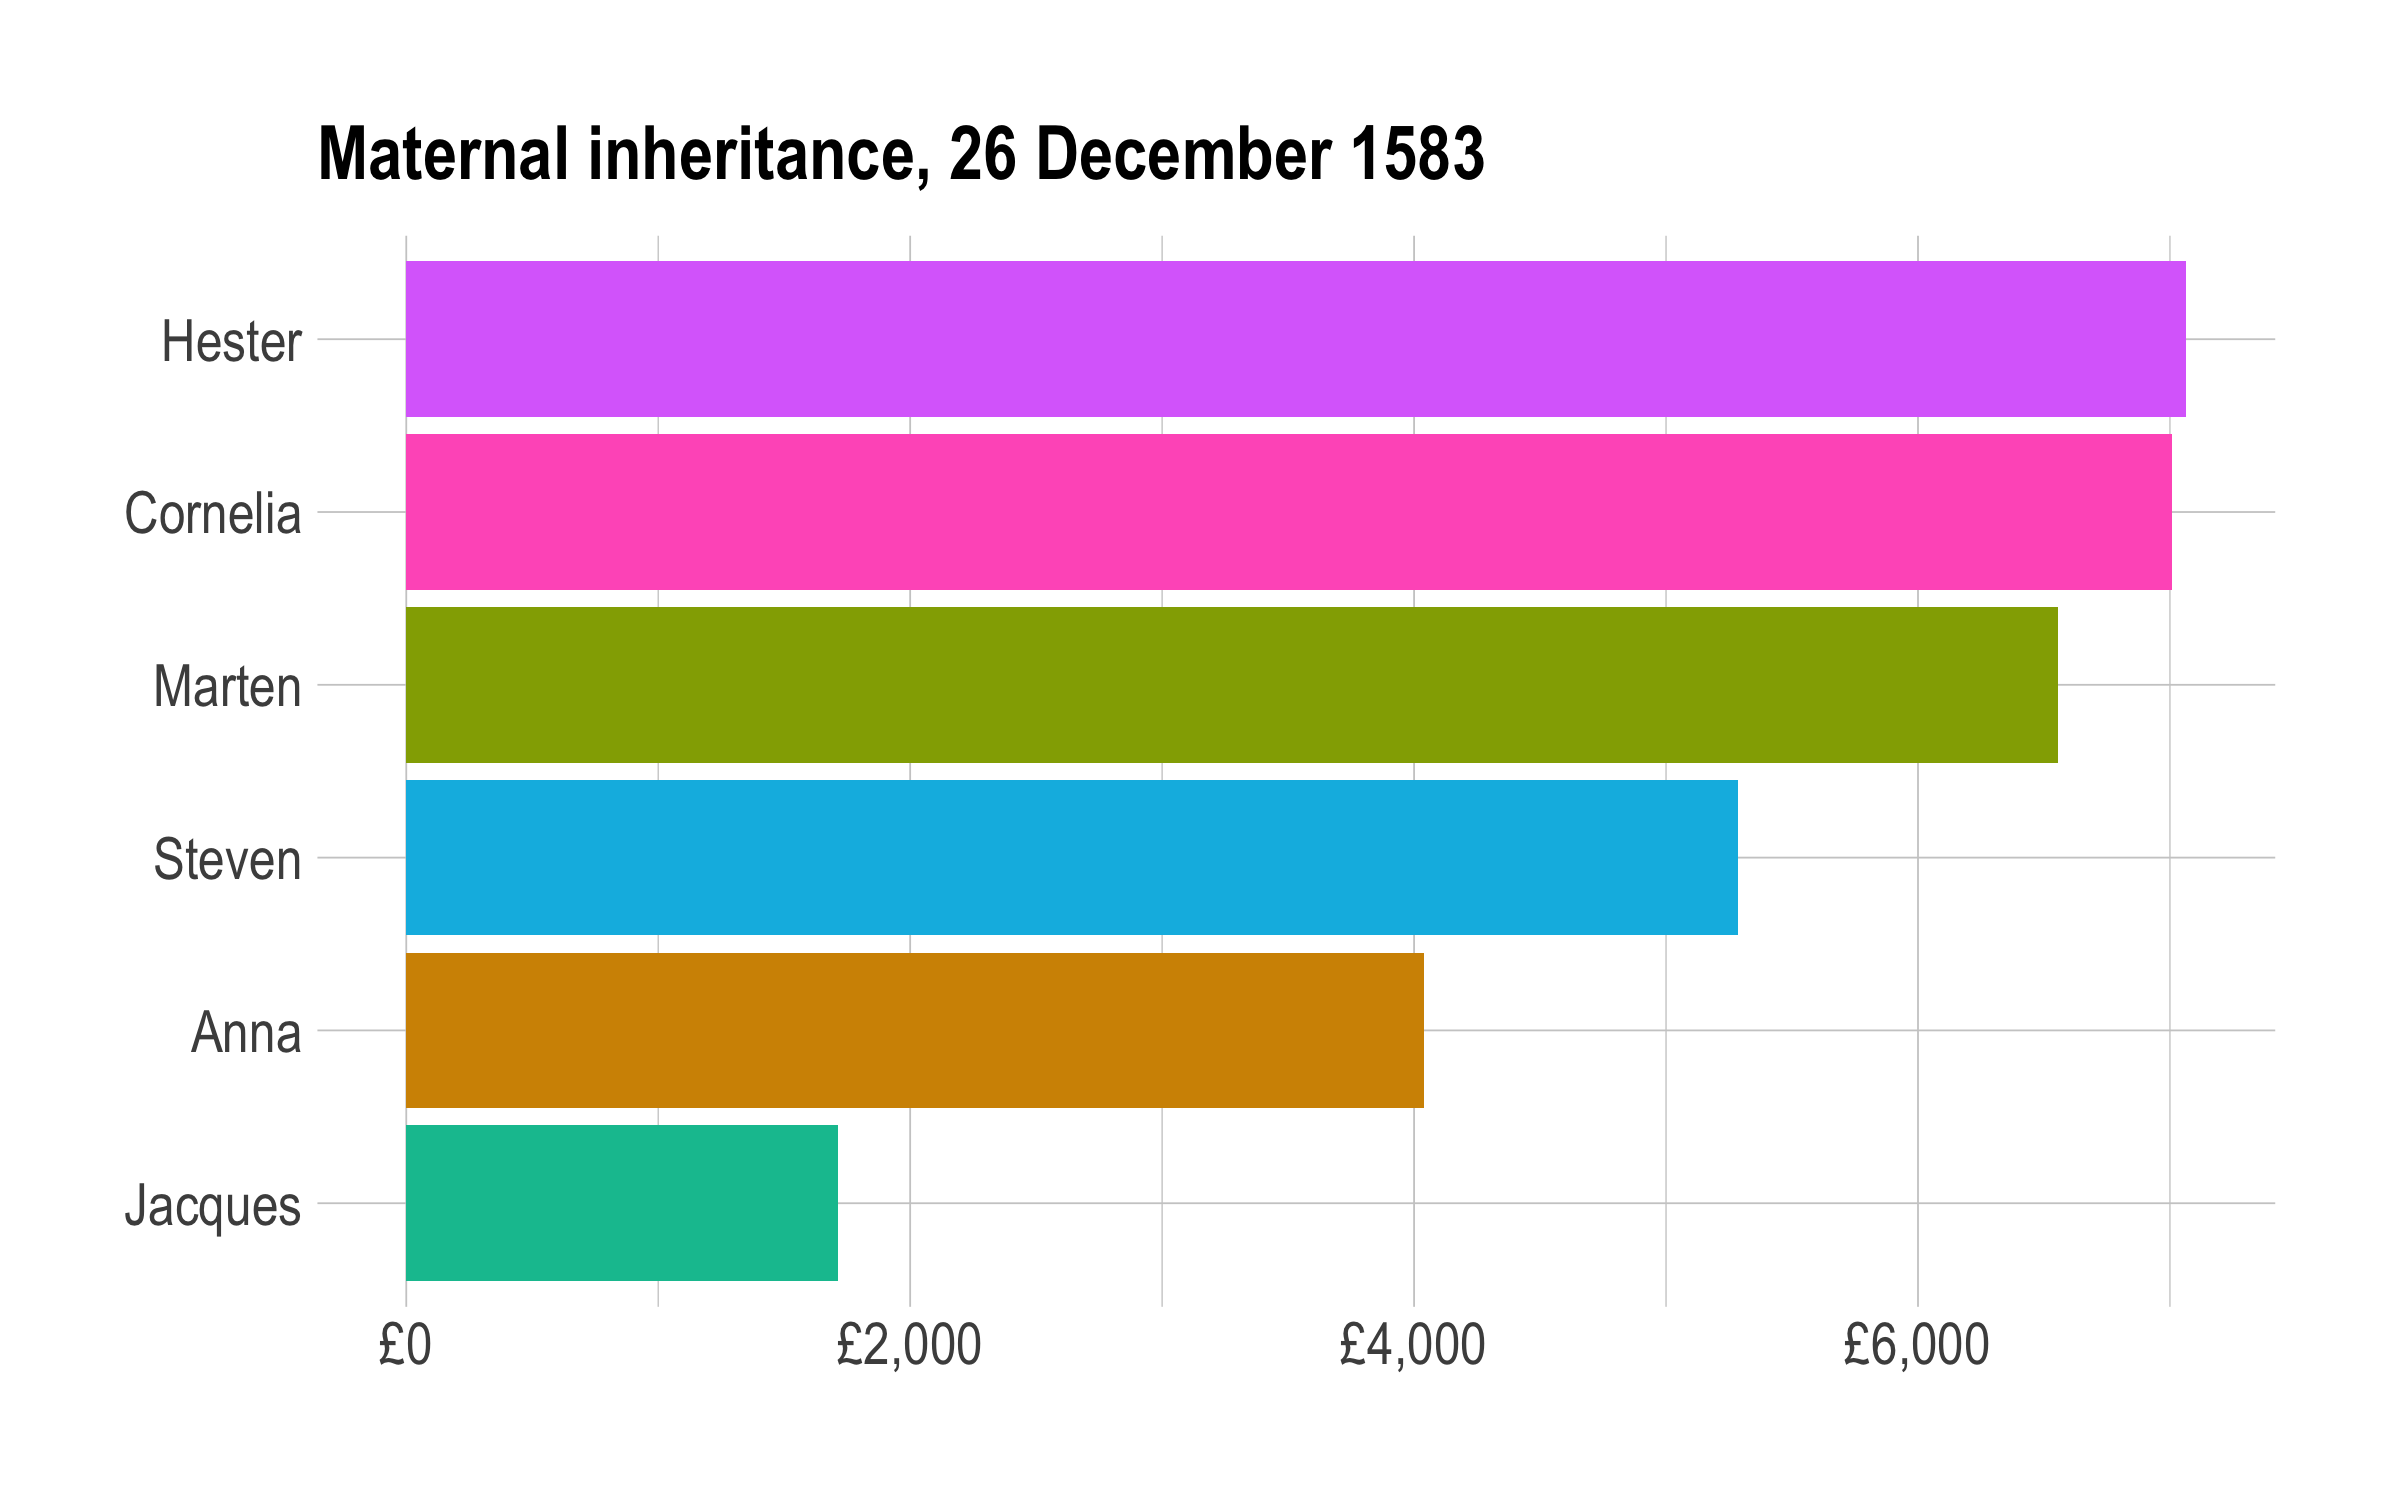 Maternal inheritance, 26 December 1583
Hester
Cornelia
Marten
Steven
Anna
Jacques
£0 £2,000 £4,000 £6,000